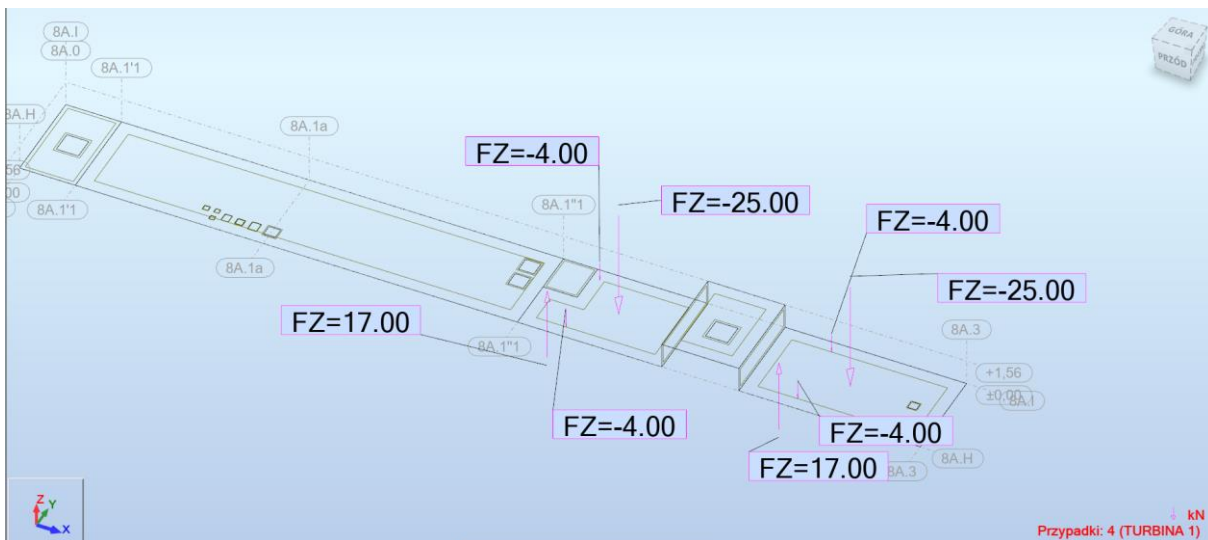 8A.I
8A.0
GÓRA
PRZÓD
8A.1'1
8A.H
8A.1a
FZ=-4.00
FZ=-25.00
8A.1"1
FZ=-4.00
8A.1'1
8A.1a
FZ=-25.00
FZ=17.00
8A.1"1
8A.3
+1,56
±0,00
8A.I
FZ=-4.00
FZ=-4.00
8A.H
FZ=17.00
8A.3
Z
Y
X
kN
Przypadki: 4 (TURBINA 1)